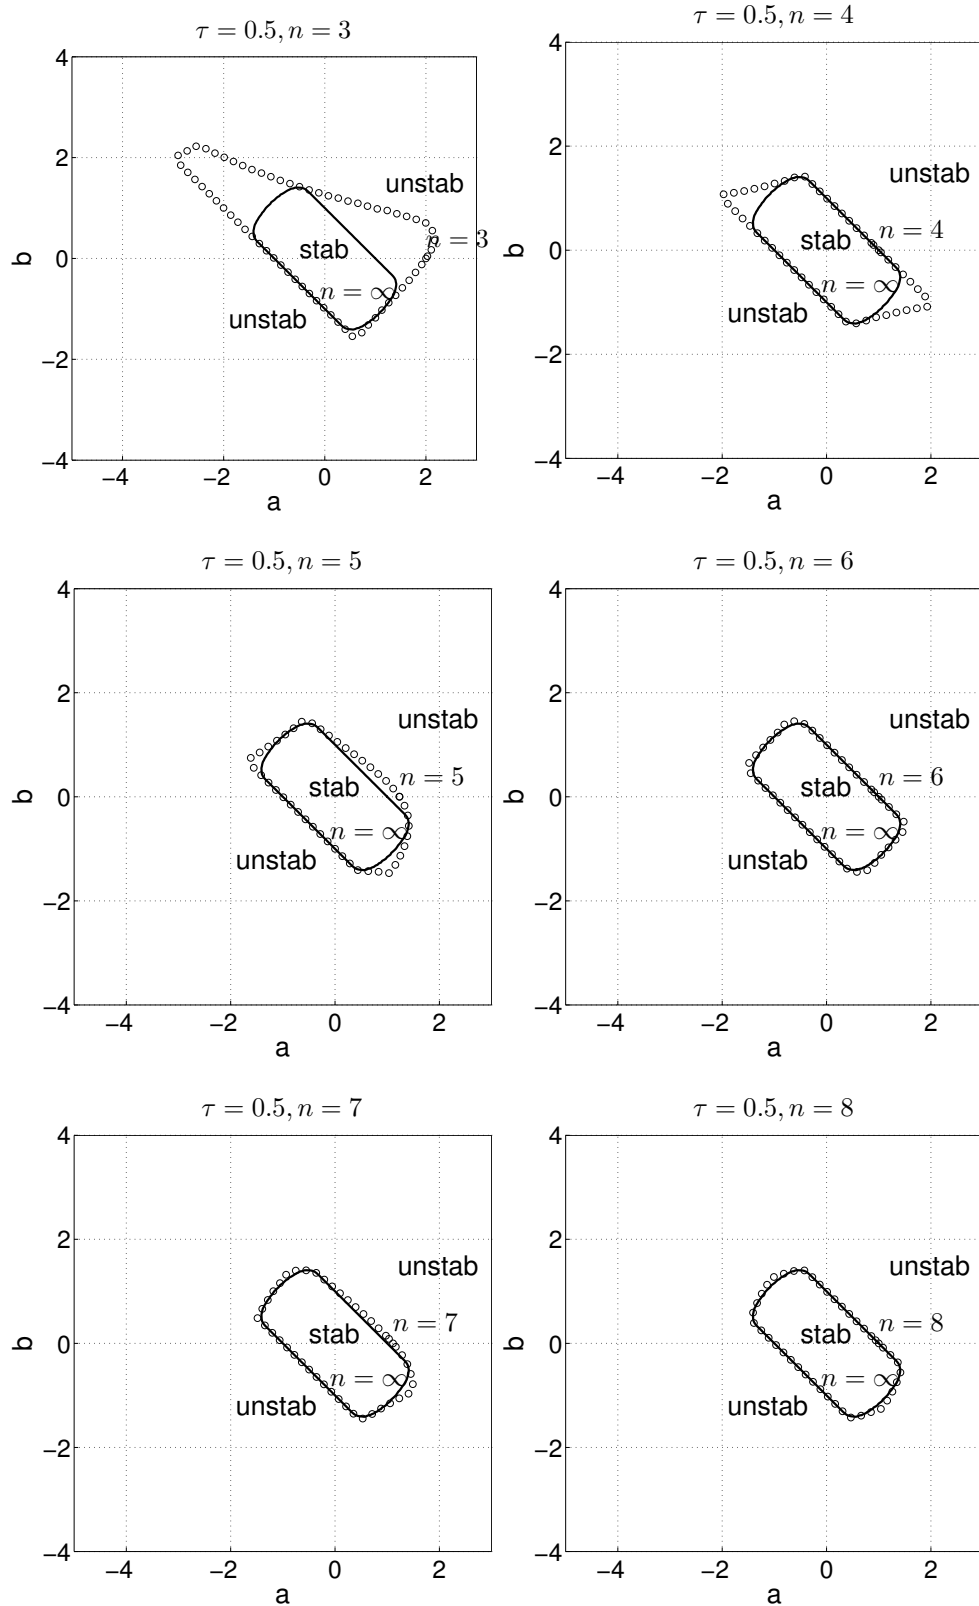 τ = 0.5, n = 3
4
2
0
−2
−4
b
unstab
n = 3
stab
n = ∞
unstab
−4
−2
0
2
a
τ = 0.5, n = 4
4
2
0
−2
−4
b
unstab
n = 4
stab
n = ∞
unstab
−4
−2
0
2
a
τ = 0.5, n = 5
4
2
0
−2
−4
b
unstab
n = 5
stab
n = ∞
unstab
−4
−2
0
2
a
τ = 0.5, n = 6
4
2
0
−2
−4
b
unstab
n = 6
stab
n = ∞
unstab
−4
−2
0
2
a
τ = 0.5, n = 7
4
2
0
−2
−4
b
unstab
n = 7
stab
n = ∞
unstab
−4
−2
0
2
a
τ = 0.5, n = 8
4
2
0
−2
−4
b
unstab
n = 8
stab
n = ∞
unstab
−4
−2
0
2
a